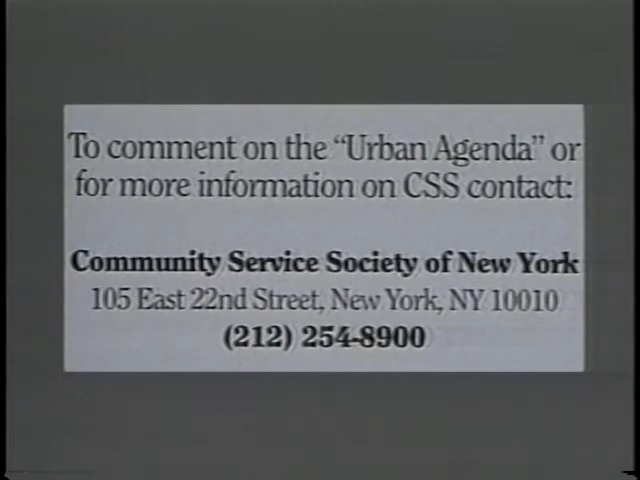 To comment on the “Urban Agenda” or
for more information on CSS contact:
Community Service Society of New York
105 East 22nd Street, New York, NY 10010
(212) 254-8900